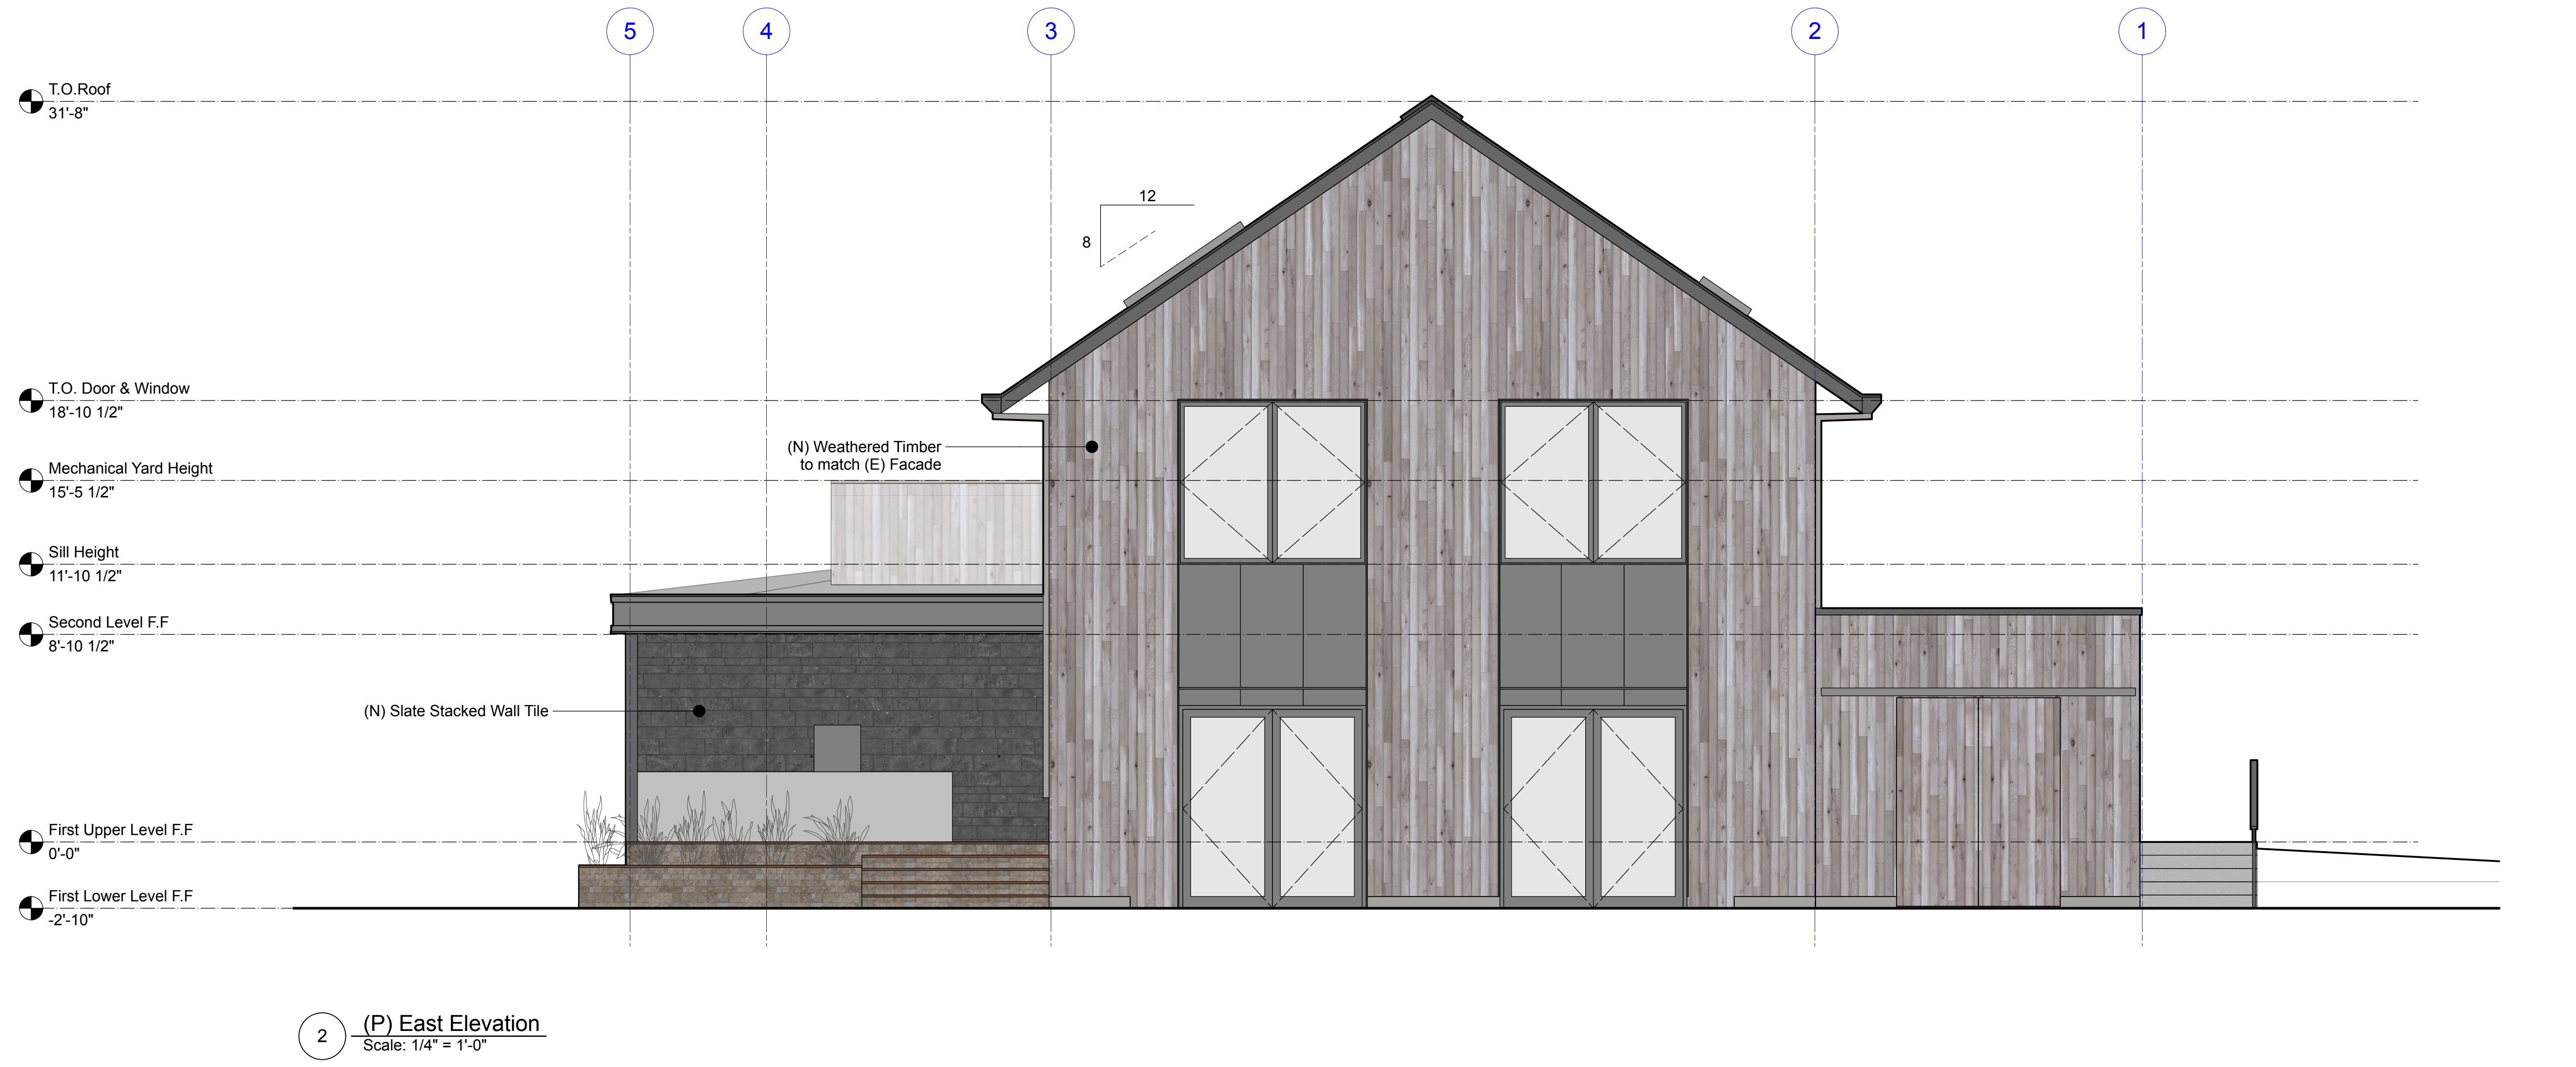 5
4
3
2
1
T.O.Roof
31'-8"
12
8
T.O. Door & Window
18'-10 1/2"
(N) Weathered Timber
to match (E) Facade
Mechanical Yard Height
15'-5 1/2"
Sill Height
11'-10 1/2"
Second Level F.F
8'-10 1/2"
(N) Slate Stacked Wall Tile
First Upper Level F.F
0'-0"
First Lower Level F.F
-2'-10"
2
(P) East Elevation
Scale: 1/4" = 1'-0"